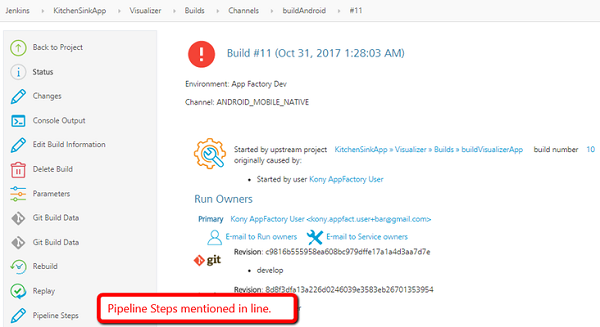 Jenkins › KitchenSinkApp › Visualizer › Builds › Channels › buildAndroid › #11
Back to Project
Status
Changes
Console Output
Edit Build Information
Delete Build
Parameters
Git Build Data
Git Build Data
Rebuild
Replay
Pipeline Steps
Build #11 (Oct 31, 2017 1:28:03 AM)
Environment: App Factory Dev
Channel: ANDROID_MOBILE_NATIVE
Started by upstream project KitchenSinkApp » Visualizer » Builds » buildVisualizerApp build number 10
originally caused by:
• Started by user Kony AppFactory User
Run Owners
Primary Kony AppFactory User <kony.appfact.user+bar@gmail.com>
E-mail to Run owners E-mail to Service owners
git Revision: c9816b555958ea608bc979dffe17a1a4d3aa7d7e
• develop
Revision: 8d8f3dfa13a226d0246039e3583eb26701353954
Pipeline Steps mentioned in line.